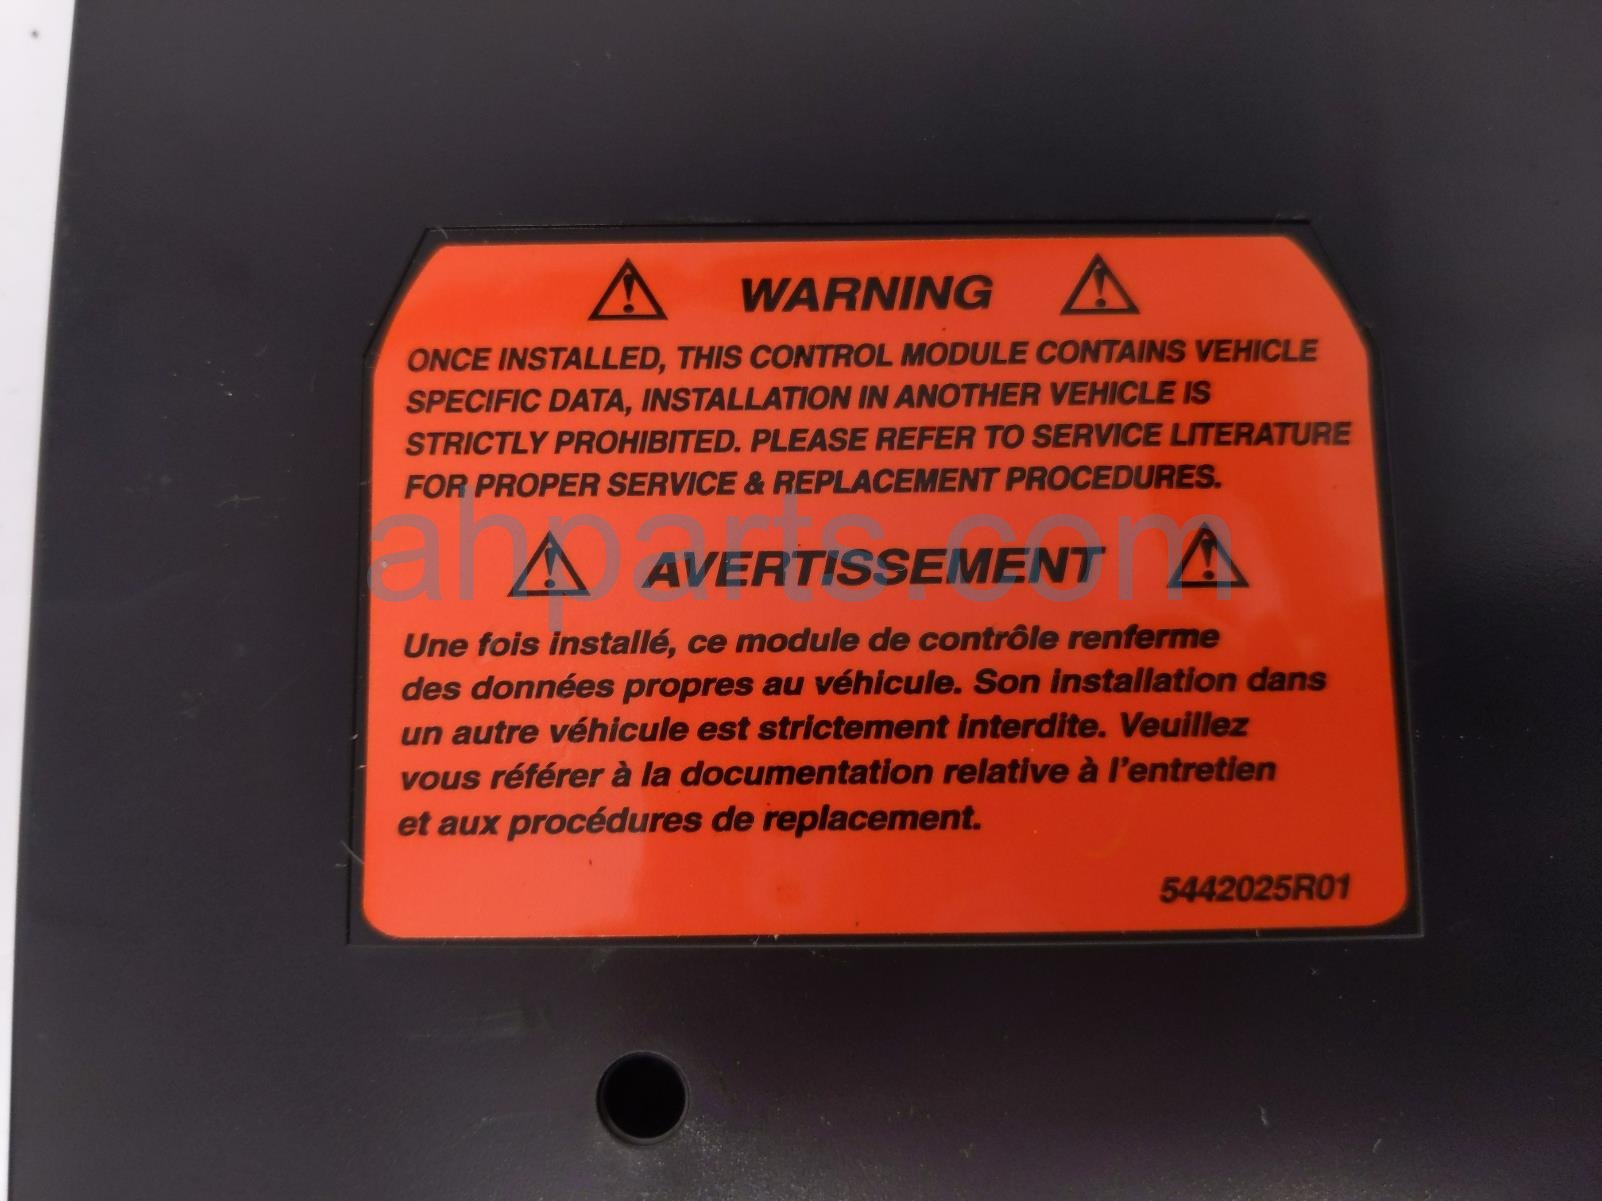 WARNING
ONCE INSTALLED, THIS CONTROL MODULE CONTAINS VEHICLE
SPECIFIC DATA, INSTALLATION IN ANOTHER VEHICLE IS
STRICTLY PROHIBITED. PLEASE REFER TO SERVICE LITERATURE
FOR PROPER SERVICE & REPLACEMENT PROCEDURES.
ahparts.com
AVERTISSEMENT
Une fois installé, ce module de contrôle renferme
des données propres au véhicule. Son installation dans
un autre véhicule est strictement interdite. Veuillez
vous référer à la documentation relative à l'entretien
et aux procédures de replacement.
5442025R01